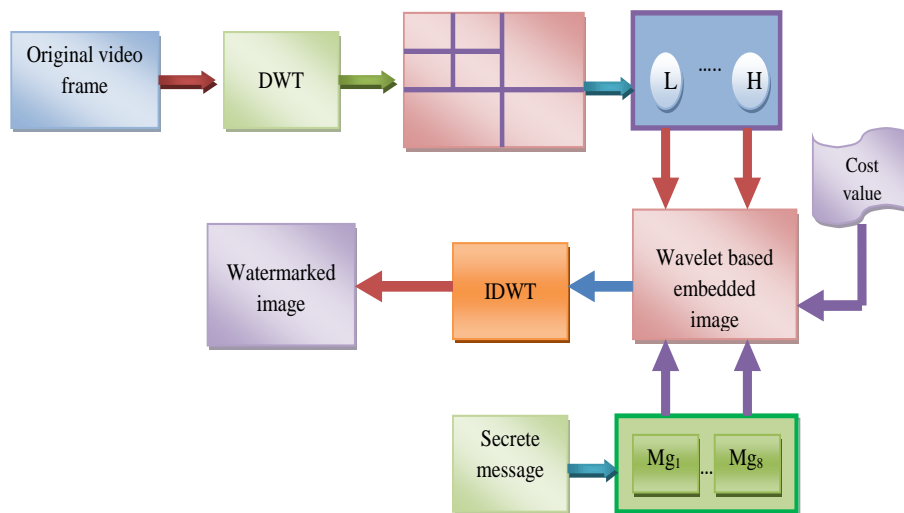 Original video
frame
DWT
.....
L
H
Cost
value
Watermarked
image
IDWT
Wavelet based
embedded
image
Secrete
message
Mg₁
...
Mg₈